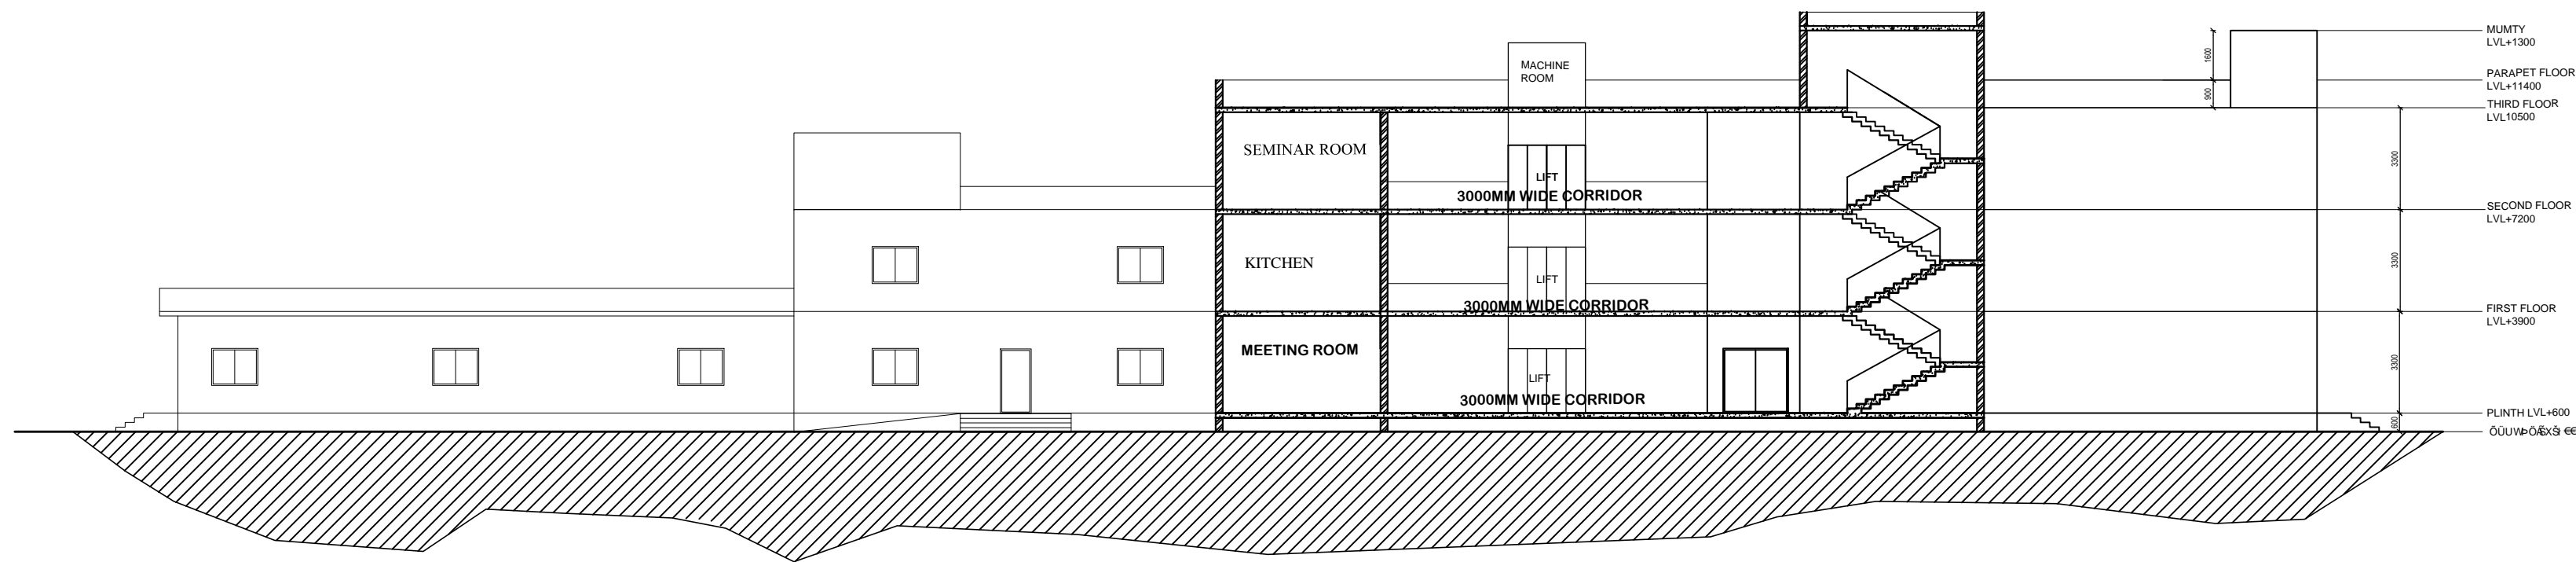 MUMTY
LVL+1300
1600
MACHINE
ROOM
PARAPET FLOOR
LVL+11400
900
THIRD FLOOR
LVL10500
SEMINAR ROOM
3300
LIFT
3000MM WIDE CORRIDOR
SECOND FLOOR
LVL+7200
KITCHEN
3300
LIFT
3000MM WIDE CORRIDOR
FIRST FLOOR
LVL+3900
MEETING ROOM
3300
LIFT
3000MM WIDE CORRIDOR
PLINTH LVL+600
600